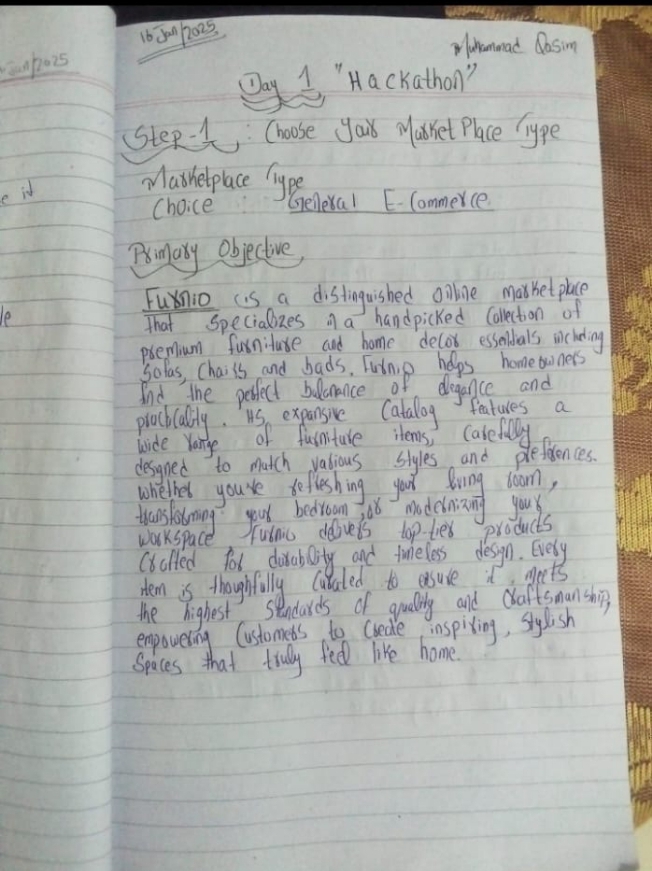 16 Jan/2025
Muhammad Qasim
Jan/2025
Day 1 "Hackathon"
Step-1 : Choose Your Market Place Type
Marketplace Type
Choice : General E-Commerce
Primary Objective
Furnio is a distinguished online marketplace
that specializes in a handpicked collection of
premium furniture and home decor essentials including
Sofas, Chairs and bads. Furnio helps homeowners
find the perfect balanance of elegance and
practicality. Its expansive Catalog features a
wide range of furniture items, carefully
designed to match various styles and preferences.
whether you're refreshing your living room,
transforming your bedroom, or modernizing your
workspace Furnio delivers top-tier products
Crafted for durability and timeless design. Every
item is thoughtfully curated to ensure it meets
the highest Standards of quality and Craftsmanship,
empowering Customers to Create inspiring, Stylish
Spaces that truly feel like home.